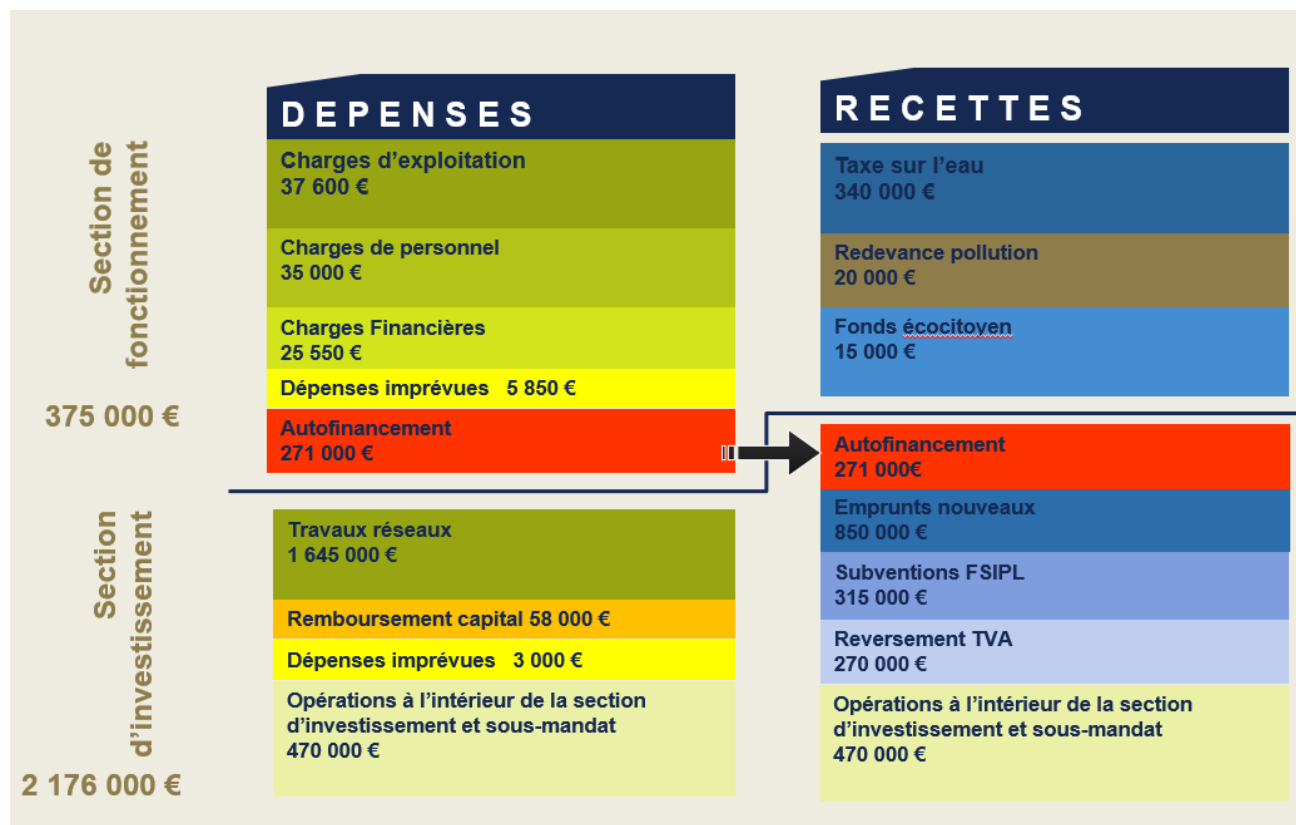 Section de
fonctionnement
375 000 €
DEPENSES
Charges d'exploitation
37 600 €
Charges de personnel
35 000 €
Charges Financières
25 550 €
Dépenses imprévues 5 850 €
Autofinancement
271 000 €
RECETTES
Taxe sur l'eau
340 000 €
Redevance pollution
20 000 €
Fonds écocitoyen
15 000 €
Section
d'investissement
2 176 000 €
Travaux réseaux
1 645 000 €
Remboursement capital 58 000 €
Dépenses imprévues 3 000 €
Opérations à l'intérieur de la section
d'investissement et sous-mandat
470 000 €
Autofinancement
271 000€
Emprunts nouveaux
850 000 €
Subventions FSIPL
315 000 €
Reversement TVA
270 000 €
Opérations à l'intérieur de la section
d'investissement et sous-mandat
470 000 €